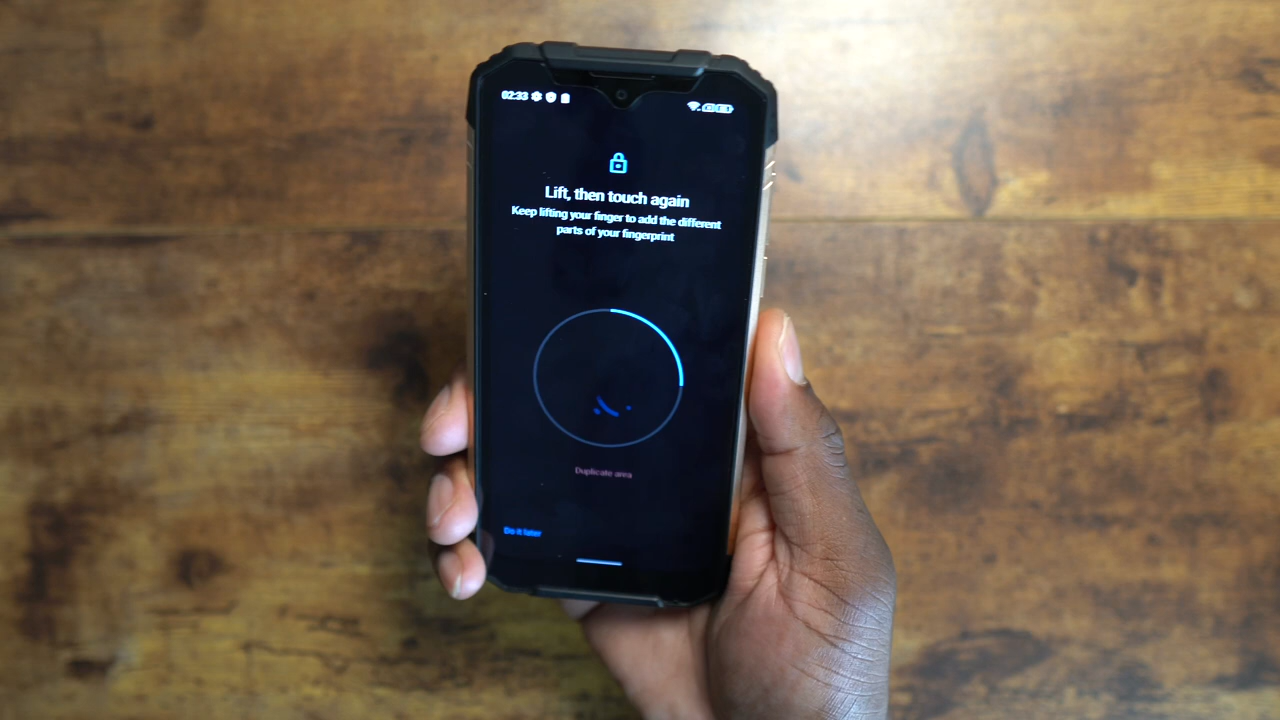 02:33
Lift, then touch again
Keep lifting your finger to add the different
parts of your fingerprint
Duplicate area
Do it later